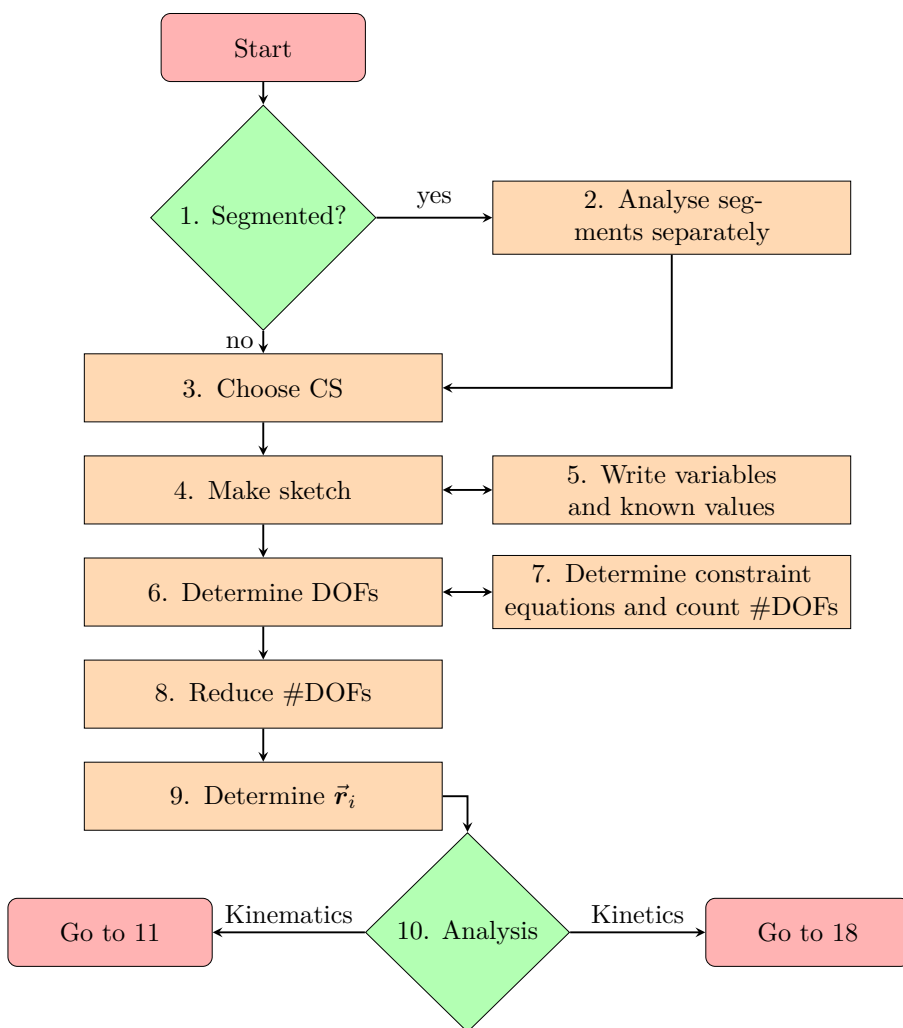 Start
1. Segmented?
yes
2. Analyse seg-
ments separately
no
3. Choose CS
4. Make sketch
5. Write variables
and known values
6. Determine DOFs
7. Determine constraint
equations and count #DOFs
8. Reduce #DOFs
9. Determine $\vec{r}_i$
Kinematics
Kinetics
Go to 11
10. Analysis
Go to 18